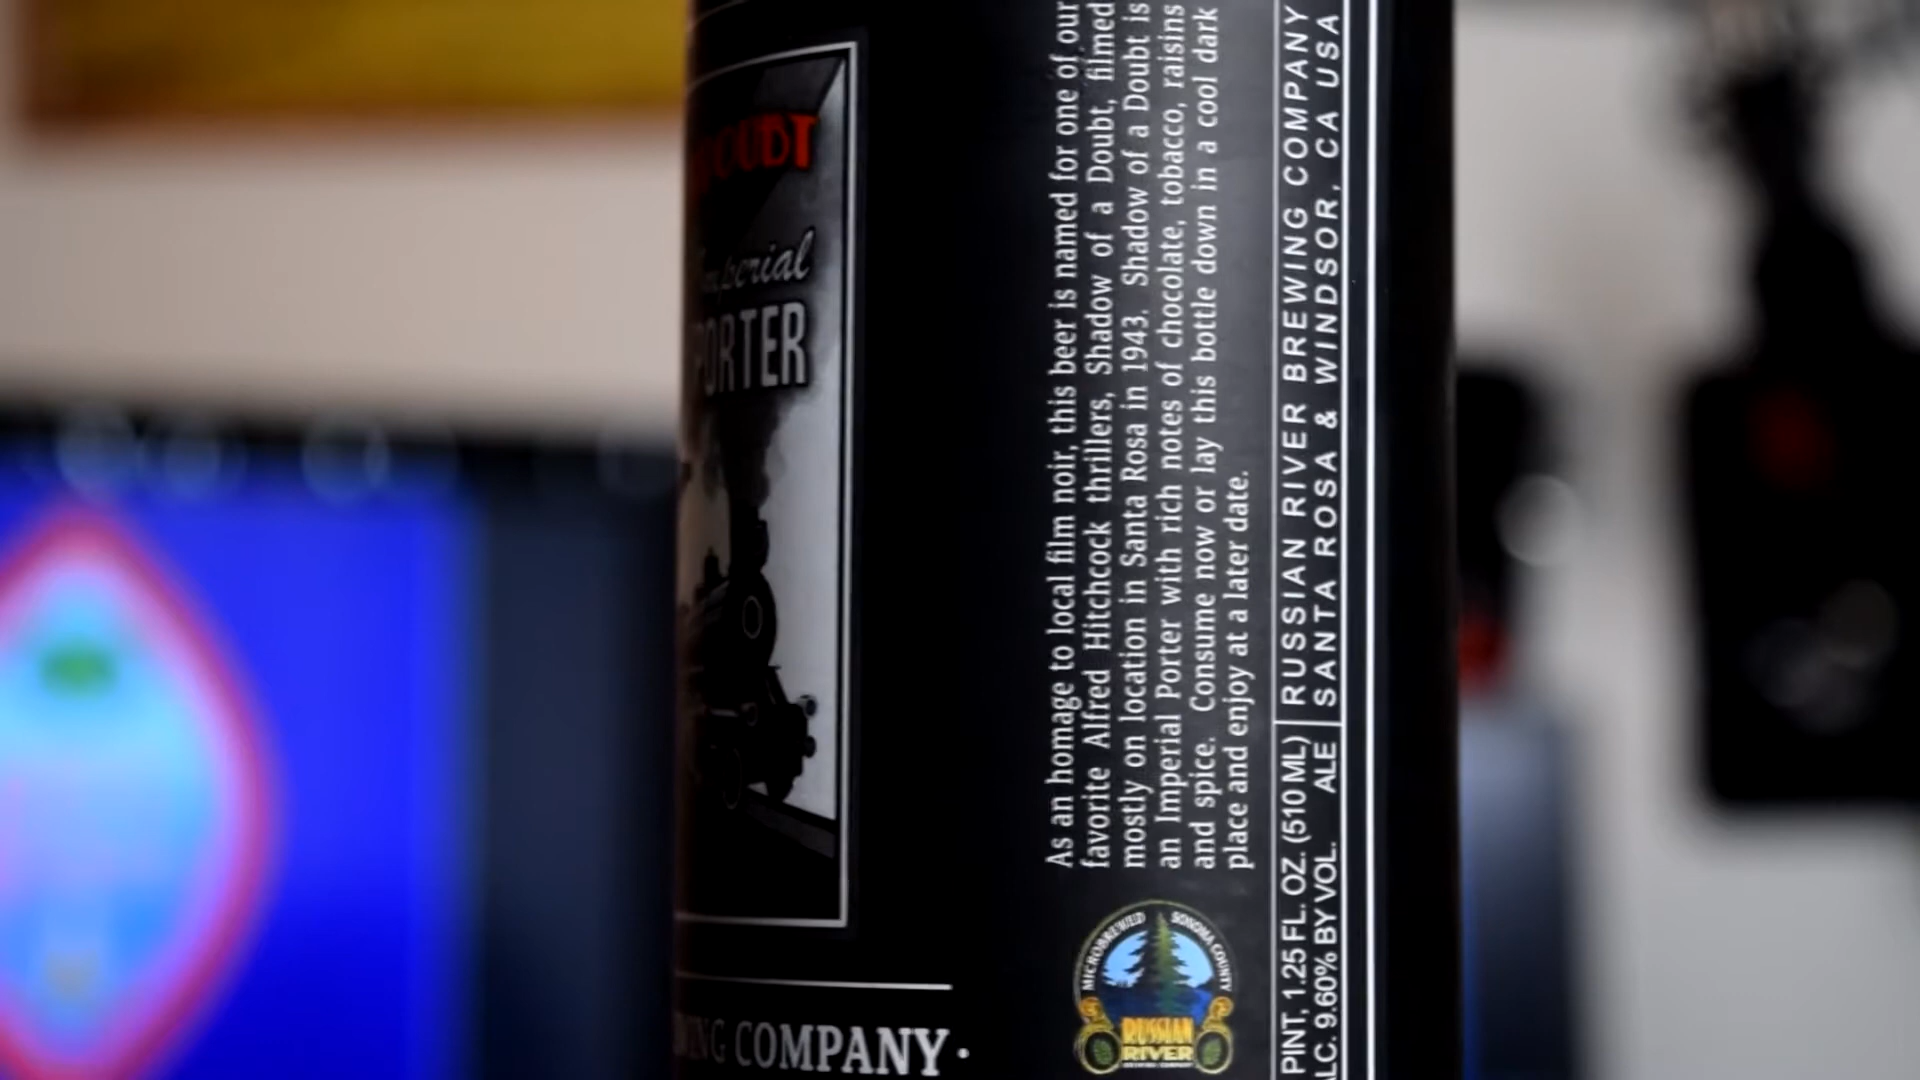 OUBT
Imperial
PORTER
ING COMPANY·
As an homage to local film noir, this beer is named for one of our
favorite Alfred Hitchcock thrillers, Shadow of a Doubt, filmed
mostly on location in Santa Rosa in 1943. Shadow of a Doubt is
an Imperial Porter with rich notes of chocolate, tobacco, raisins
and spice. Consume now or lay this bottle down in a cool dark
place and enjoy at a later date.
MICROBREWED SONOMA COUNTY
RUSSIAN
RIVER
PINT, 1.25 FL. OZ. (510 ML) RUSSIAN RIVER BREWING COMPANY
ALC. 9.60% BY VOL. ALE SANTA ROSA & WINDSOR, CA USA